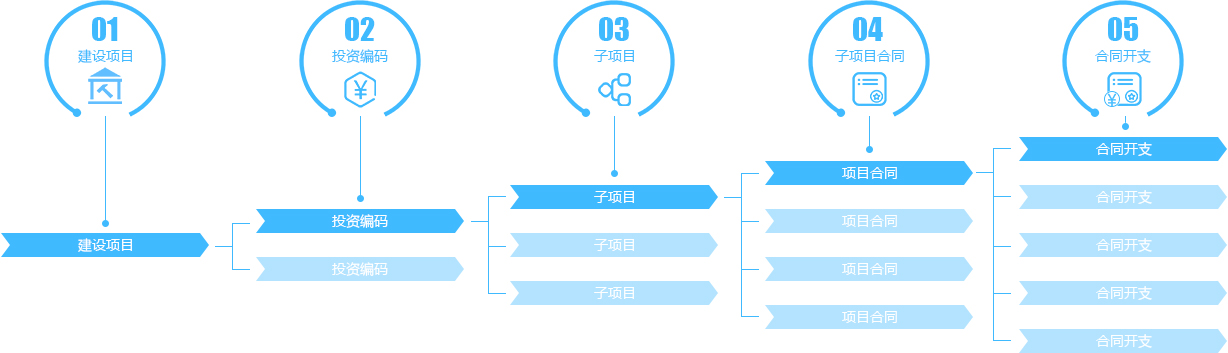 01
建设项目
02
投资编码
03
子项目
04
子项目合同
05
合同开支
建设项目
投资编码
投资编码
子项目
子项目
子项目
项目合同
项目合同
项目合同
项目合同
合同开支
合同开支
合同开支
合同开支
合同开支